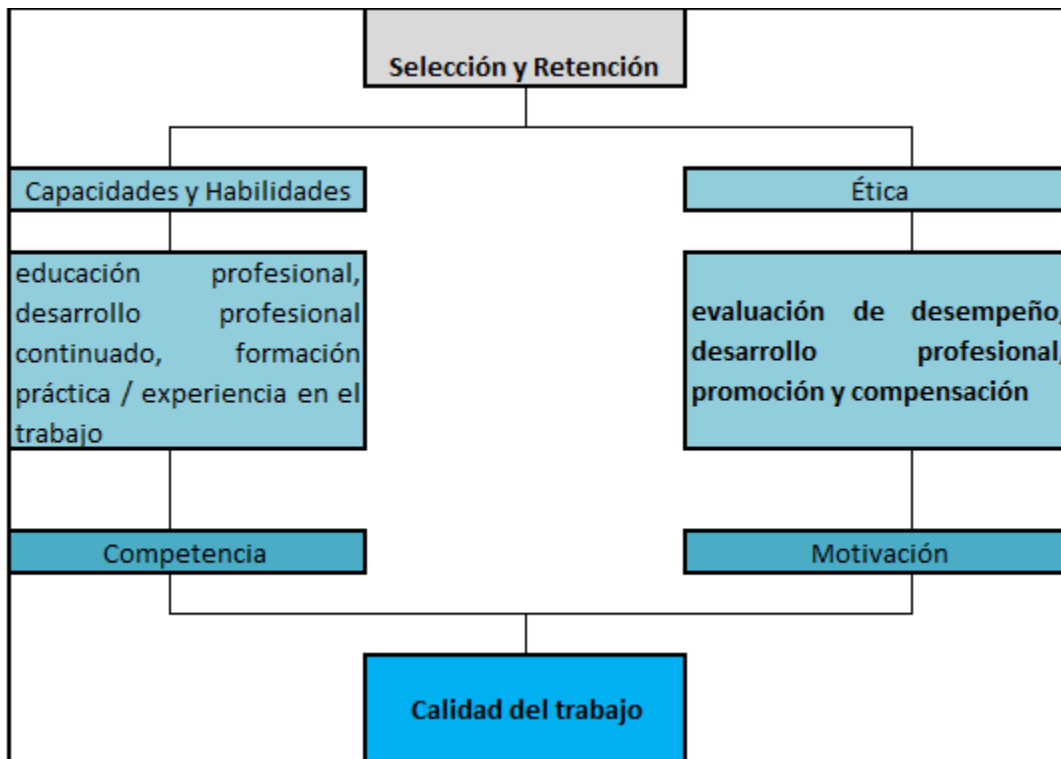 Selección y Retención
Capacidades y Habilidades
Ética
educación profesional,
desarrollo profesional
continuado, formación
práctica / experiencia en el
trabajo
evaluación de desempeño,
desarrollo profesional,
promoción y compensación
Competencia
Motivación
Calidad del trabajo